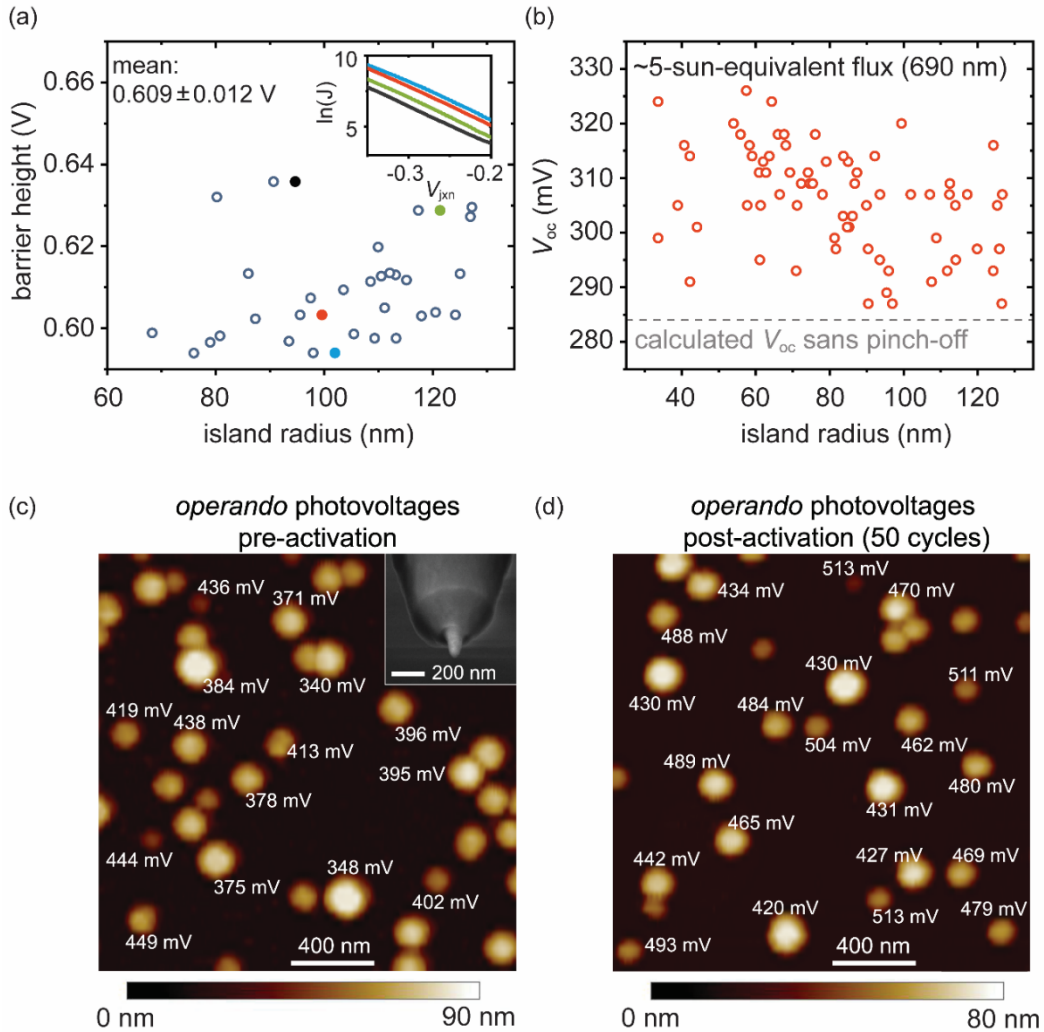 (a)
0.66
0.64
0.62
0.60
barrier height (V)
mean:
0.609 ± 0.012 V
10
5
ln(J)
-0.3
-0.2
Vjxn
60
80
100
120
island radius (nm)
(b)
330
325
320
315
310
305
300
295
290
285
280
275
Voc (mV)
~5-sun-equivalent flux (690 nm)
calculated Voc sans pinch-off
40
60
80
100
120
island radius (nm)
(c)
operando photovoltages
pre-activation
436 mV
371 mV
200 nm
384 mV
340 mV
419 mV
438 mV
413 mV
396 mV
395 mV
378 mV
444 mV
375 mV
348 mV
402 mV
449 mV
400 nm
0 nm
90 nm
(d)
operando photovoltages
post-activation (50 cycles)
513 mV
434 mV
470 mV
488 mV
430 mV
430 mV
511 mV
484 mV
504 mV
462 mV
489 mV
480 mV
431 mV
465 mV
442 mV
427 mV
469 mV
420 mV
513 mV
479 mV
493 mV
400 nm
0 nm
80 nm